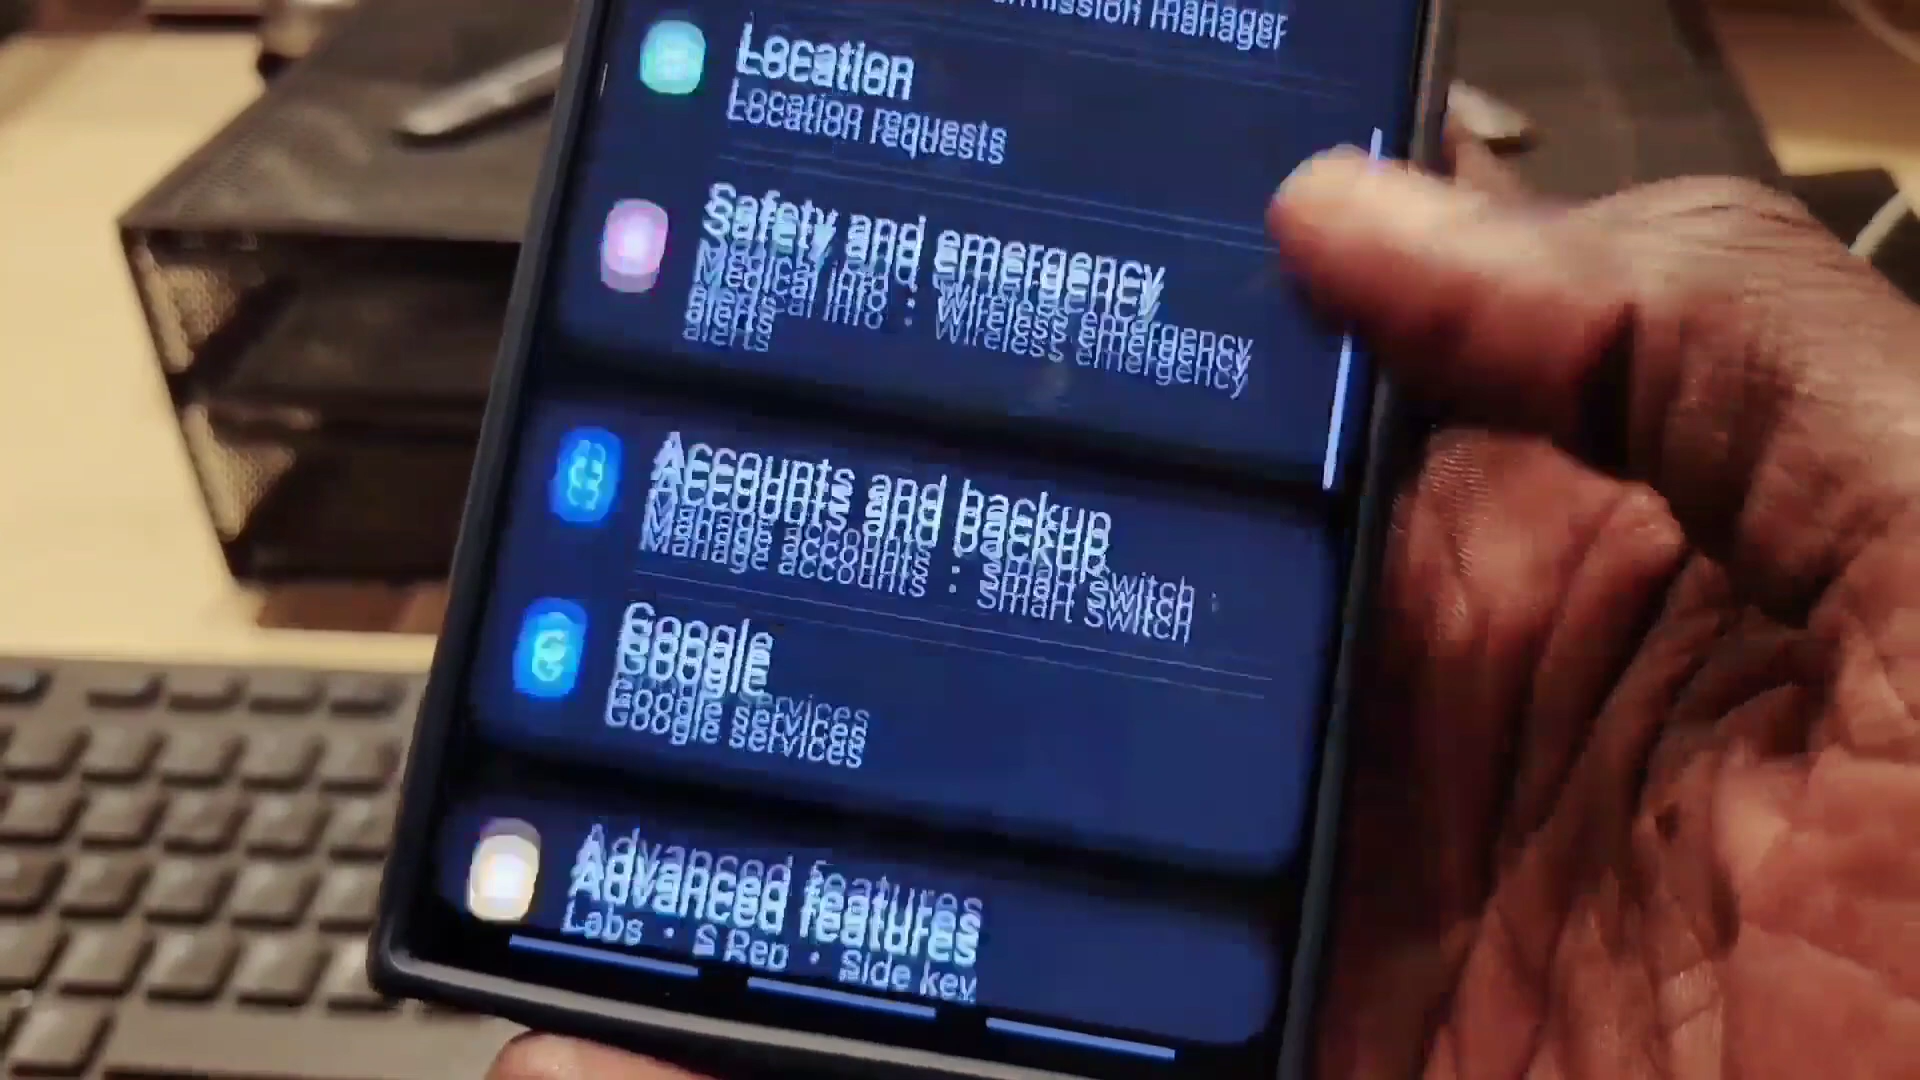 manager
Location
Location requests
Safety and emergency
Medical info · Wireless emergency
alerts
Accounts and backup
Manage accounts · Smart Switch ·
Google
Google services
Advanced features
Labs · S Pen · Side key